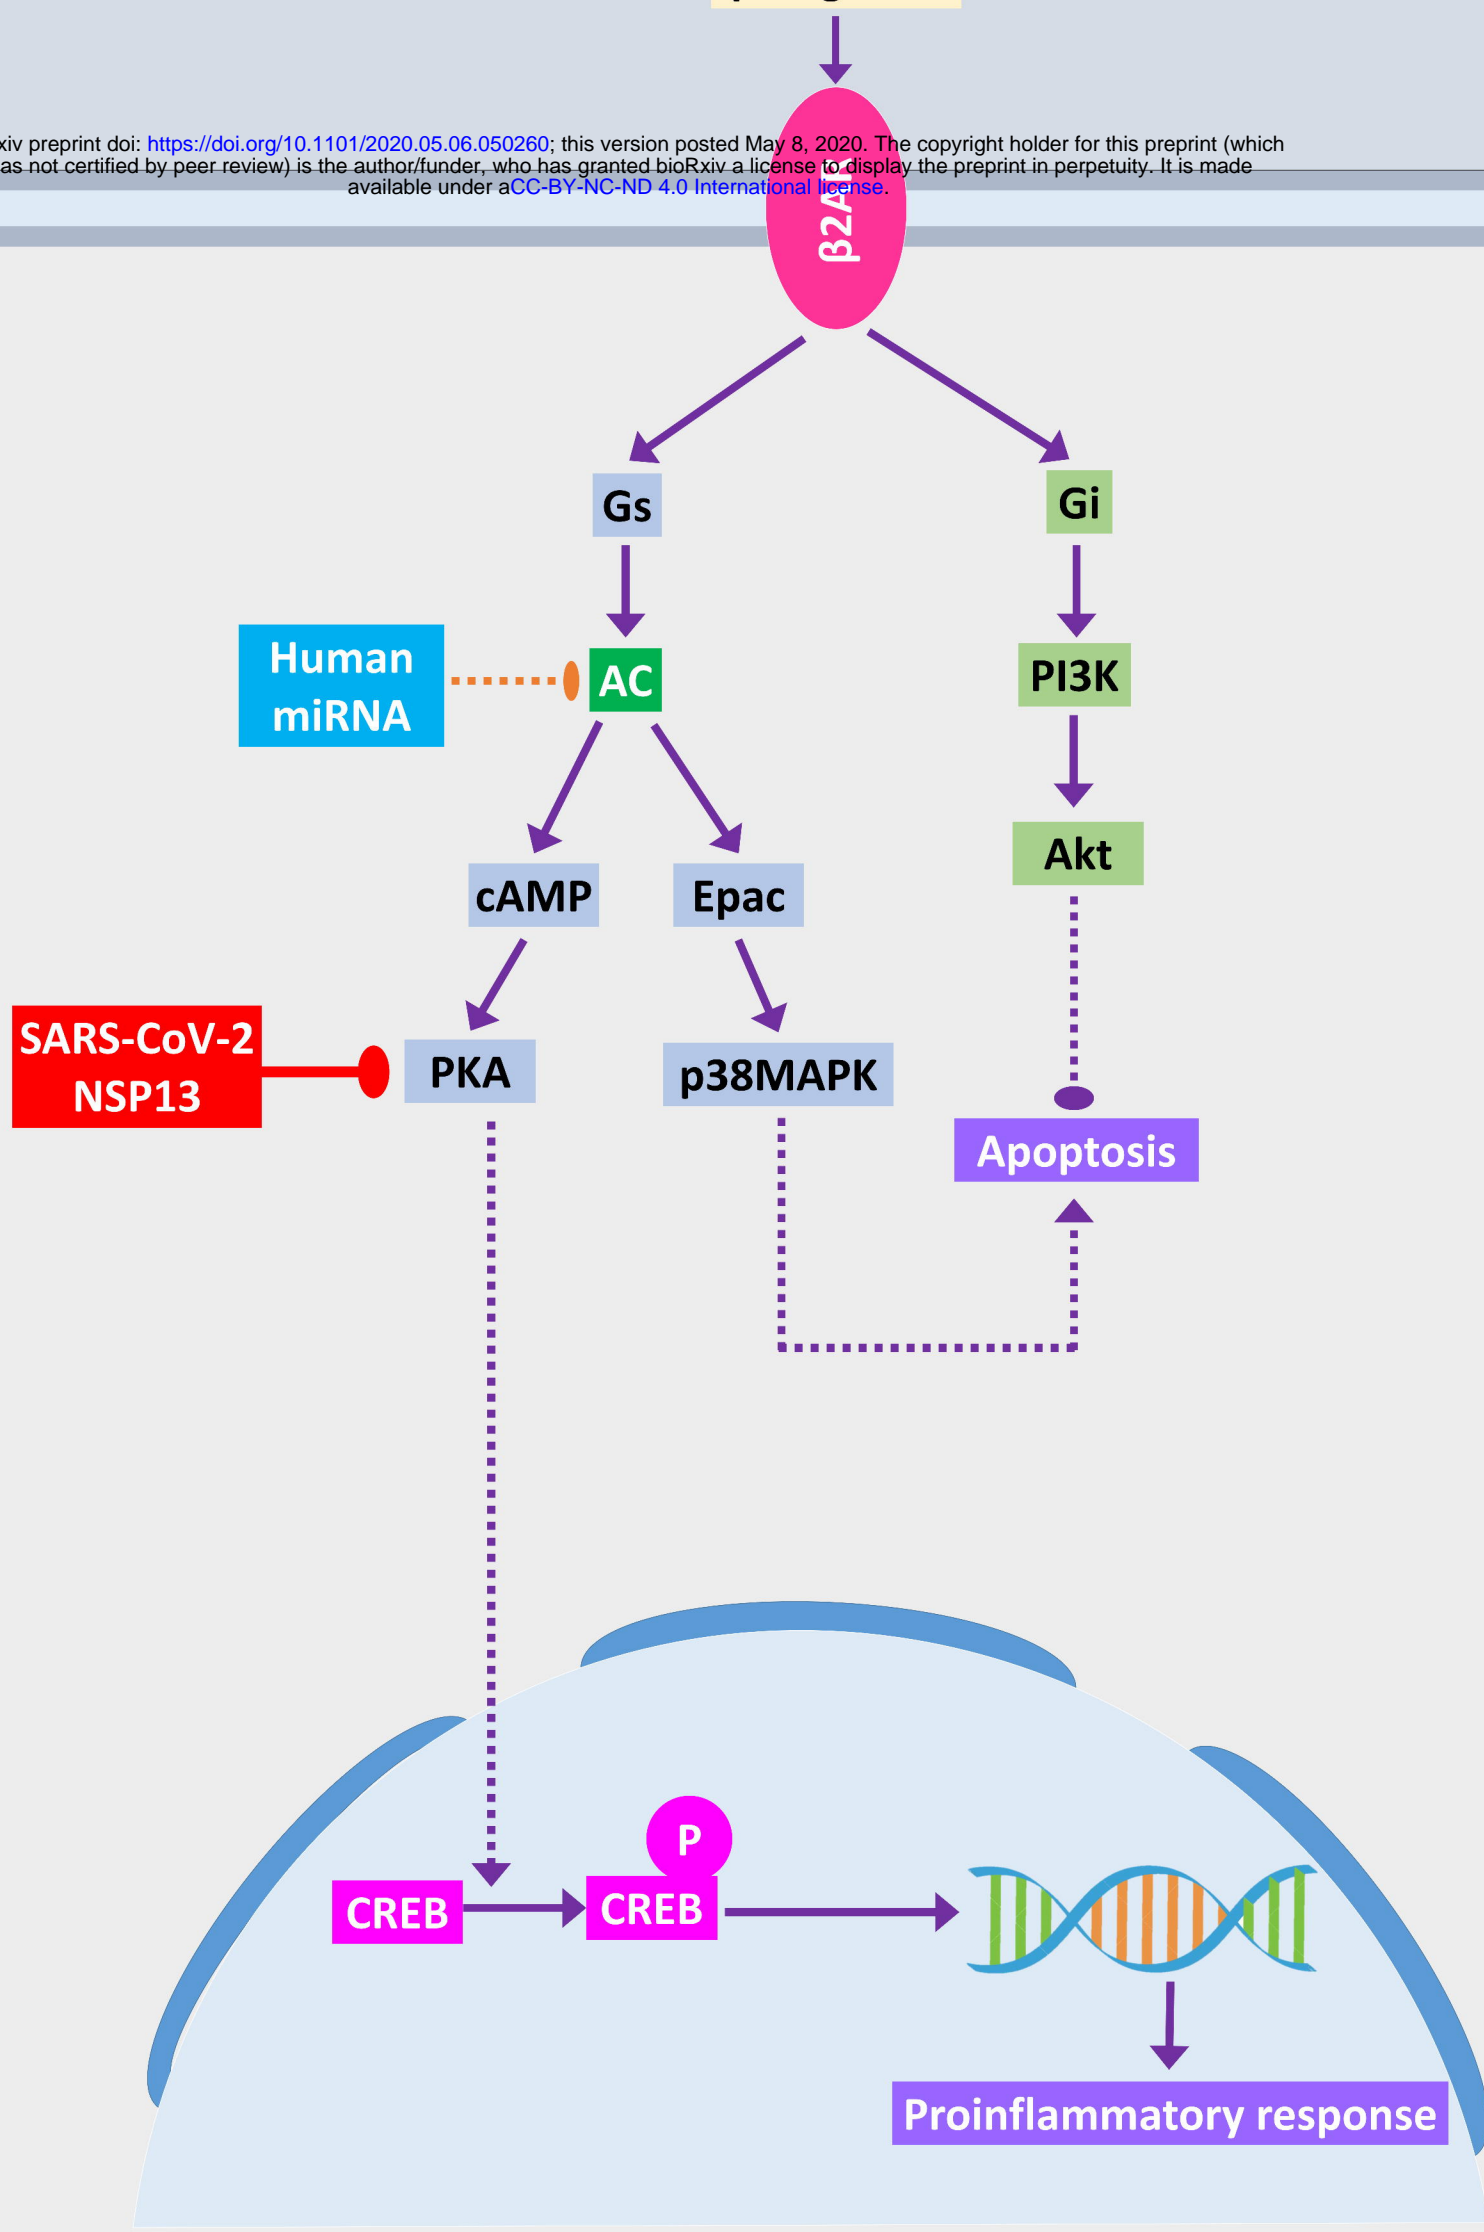 xiv preprint doi: https://doi.org/10.1101/2020.05.06.050260; this version posted May 8, 2020. The copyright holder for this preprint (which
as not certified by peer review) is the author/funder, who has granted bioRxiv a license to display the preprint in perpetuity. It is made
available under aCC-BY-NC-ND 4.0 International license.
β2AR
Gs
Gi
Human
miRNA
AC
PI3K
cAMP
Epac
Akt
SARS-CoV-2
NSP13
PKA
p38MAPK
Apoptosis
P
CREB
CREB
Proinflammatory response